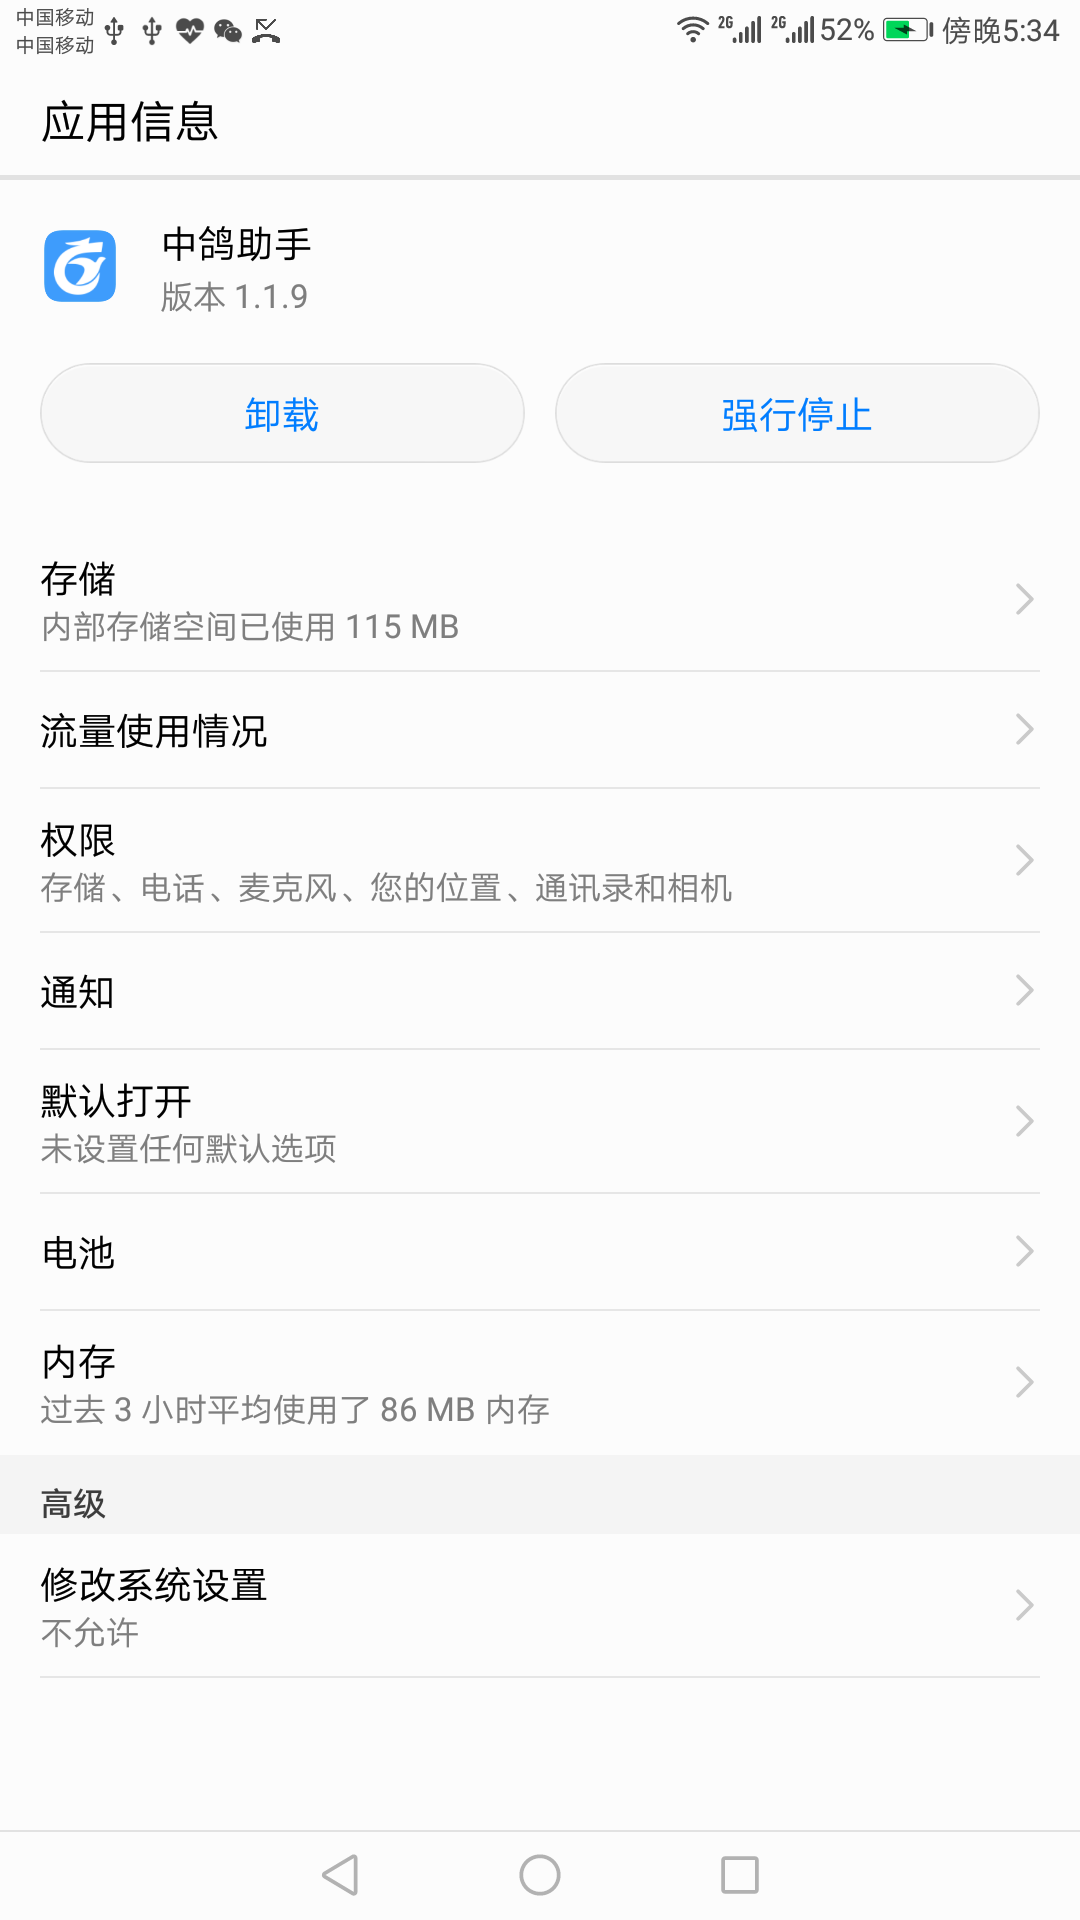 中国移动
中国移动
2G
2G
52%
傍晚5:34
应用信息
中鸽助手
版本 1.1.9
卸载
强行停止
存储
内部存储空间已使用 115 MB
流量使用情况
权限
存储、电话、麦克风、您的位置、通讯录和相机
通知
默认打开
未设置任何默认选项
电池
内存
过去 3 小时平均使用了 86 MB 内存
高级
修改系统设置
不允许